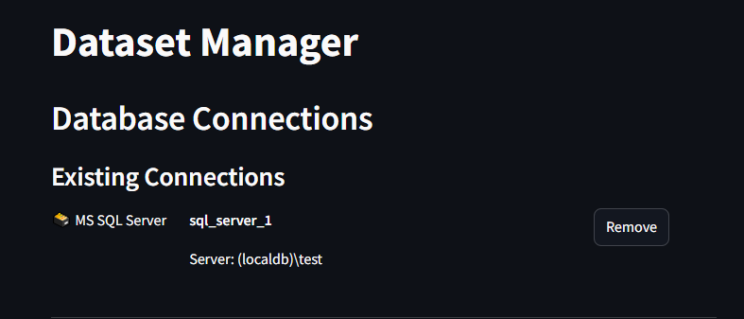 Dataset Manager
Database Connections
Existing Connections
MS SQL Server sql_server_1 Remove
Server: (localdb)\test